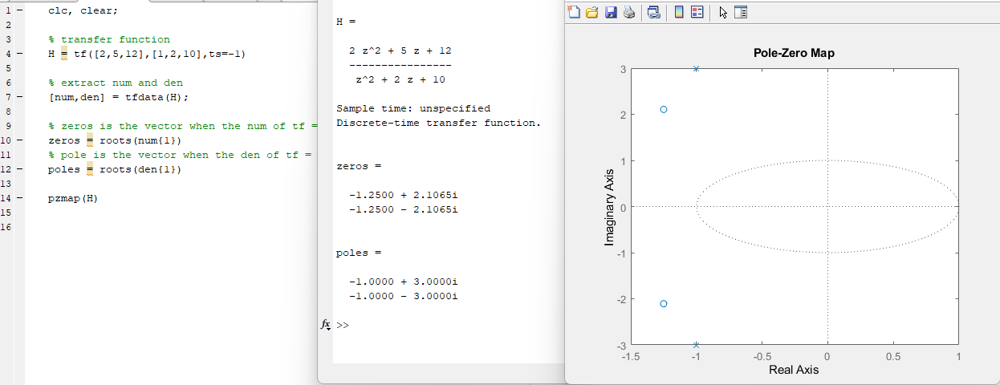 1 - clc, clear;
2
3 % transfer function
4 - H = tf([2,5,12],[1,2,10],ts=-1)
5
6 % extract num and den
7 - [num,den] = tfdata(H);
8
9 % zeros is the vector when the num of tf =
10 - zeros = roots(num{1})
11 % pole is the vector when the den of tf =
12 - poles = roots(den{1})
13
14 - pzmap(H)
15
16
H =
2 z^2 + 5 z + 12
----------------
z^2 + 2 z + 10
Sample time: unspecified
Discrete-time transfer function.
zeros =
-1.2500 + 2.1065i
-1.2500 - 2.1065i
poles =
-1.0000 + 3.0000i
-1.0000 - 3.0000i
fx >>
Pole-Zero Map
3
2
1
0
-1
-2
-3
Imaginary Axis
-1.5 -1 -0.5 0 0.5 1
Real Axis